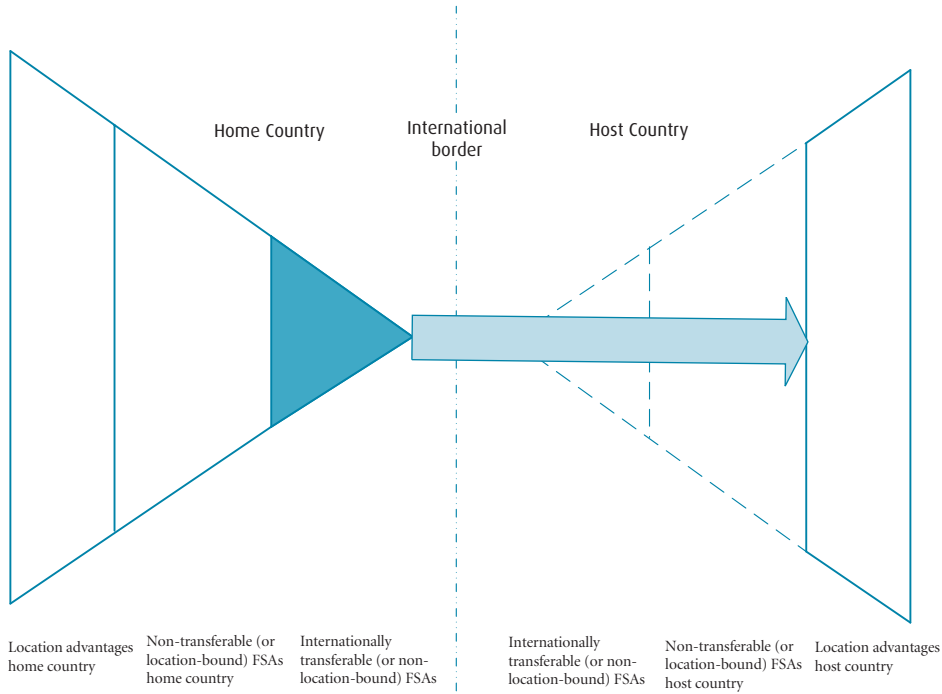 Home Country
International
border
Host Country
Location advantages
home country
Non-transferable (or
location-bound) FSAs
home country
Internationally
transferable (or non-
location-bound) FSAs
Internationally
transferable (or non-
location-bound) FSAs
Non-transferable (or
location-bound) FSAs
host country
Location advantages
host country